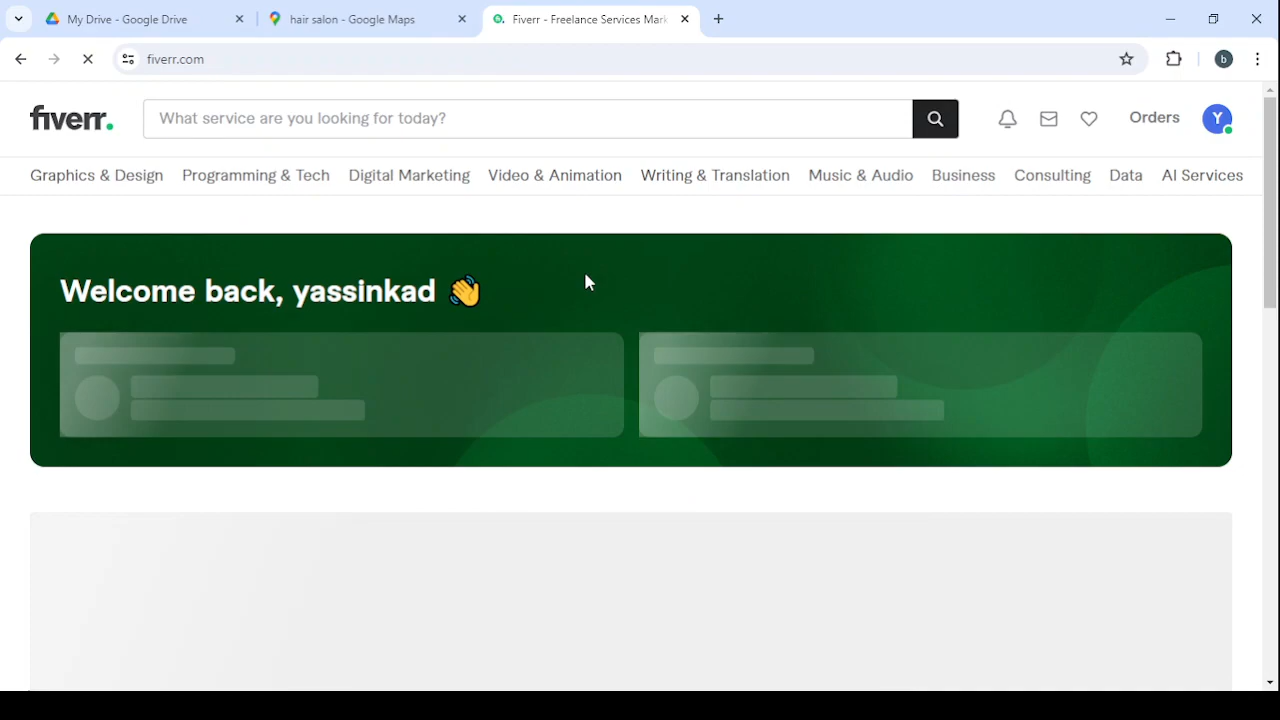 My Drive - Google Drive
hair salon - Google Maps
Fiverr - Freelance Services Mark
fiverr.com
b
fiverr.
What service are you looking for today?
Orders
Y
Graphics & Design
Programming & Tech
Digital Marketing
Video & Animation
Writing & Translation
Music & Audio
Business
Consulting
Data
AI Services
Welcome back, yassinkad